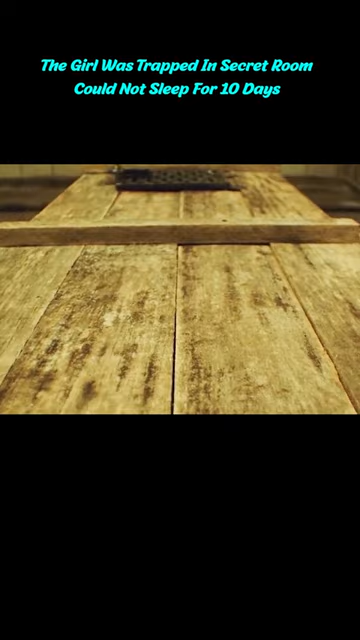 The Girl Was Trapped In Secret Room
Could Not Sleep For 10 Days